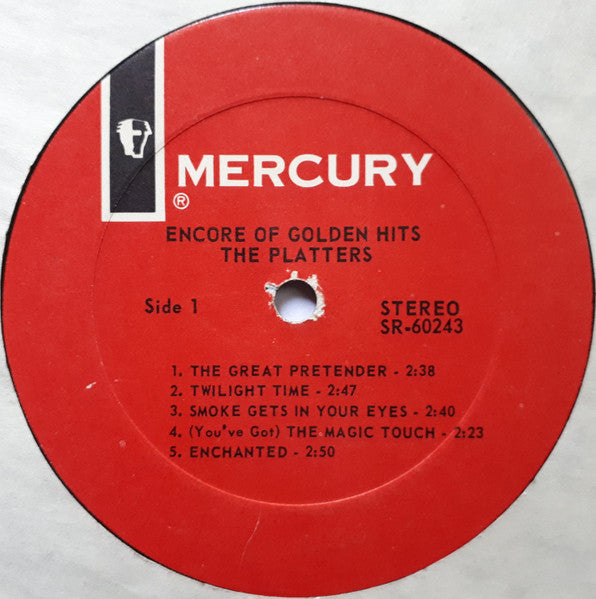 MERCURY
®
ENCORE OF GOLDEN HITS
THE PLATTERS
Side 1
STEREO
SR-60243
1. THE GREAT PRETENDER - 2:38
2. TWILIGHT TIME - 2:47
3. SMOKE GETS IN YOUR EYES - 2:40
4. (You've Got) THE MAGIC TOUCH - 2:23
5. ENCHANTED - 2:50